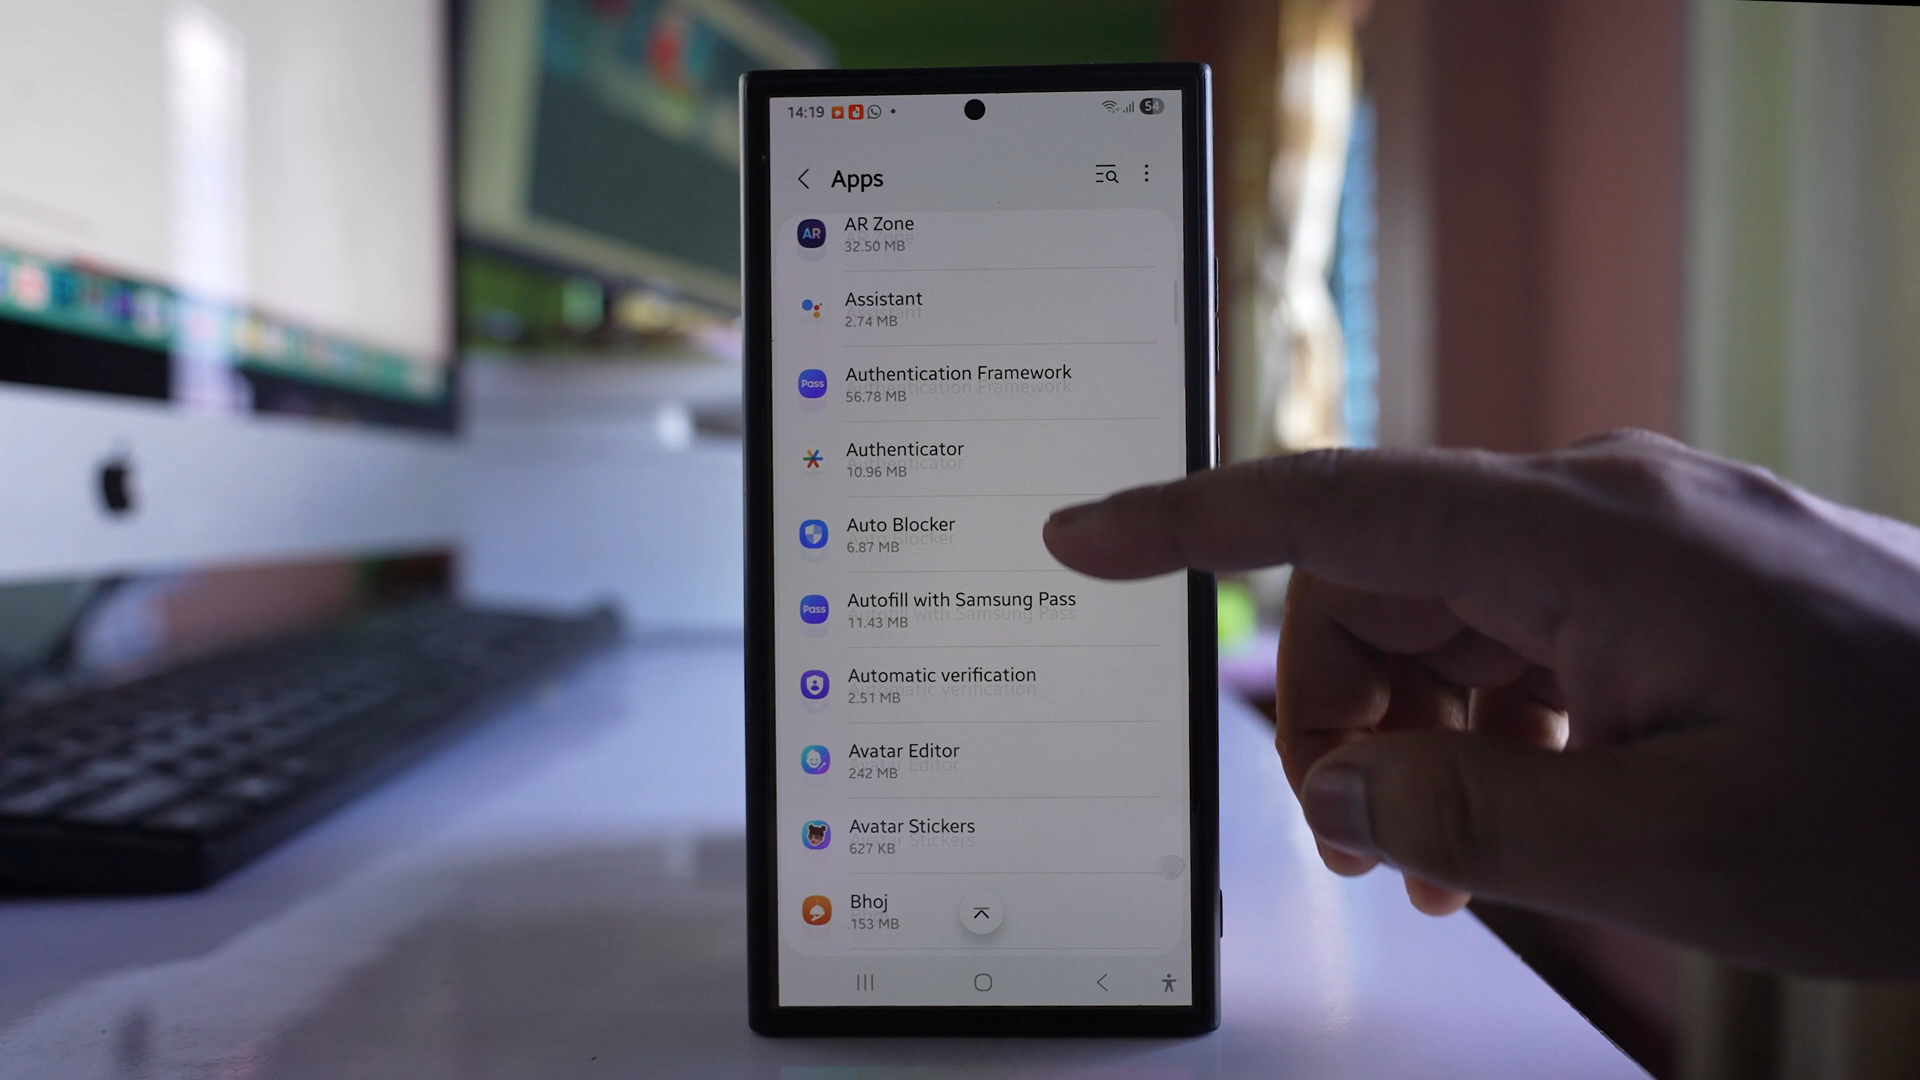 14:19
54
Apps
AR
AR Zone
32.50 MB
Assistant
2.74 MB
Pass
Authentication Framework
56.78 MB
Authenticator
10.96 MB
Auto Blocker
6.87 MB
Pass
Autofill with Samsung Pass
11.43 MB
Automatic verification
2.51 MB
Avatar Editor
242 MB
Avatar Stickers
627 KB
Bhoj
153 MB